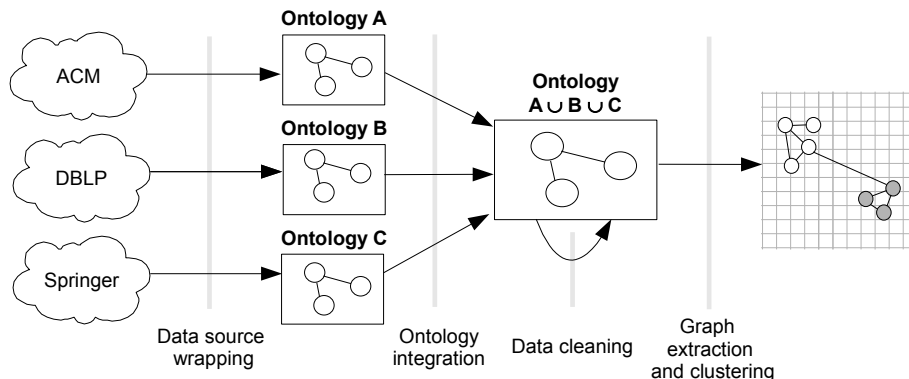 Ontology A
ACM
Ontology
A ∪ B ∪ C
Ontology B
DBLP
Ontology C
Springer
Data source
wrapping
Ontology
integration
Data cleaning
Graph
extraction
and clustering